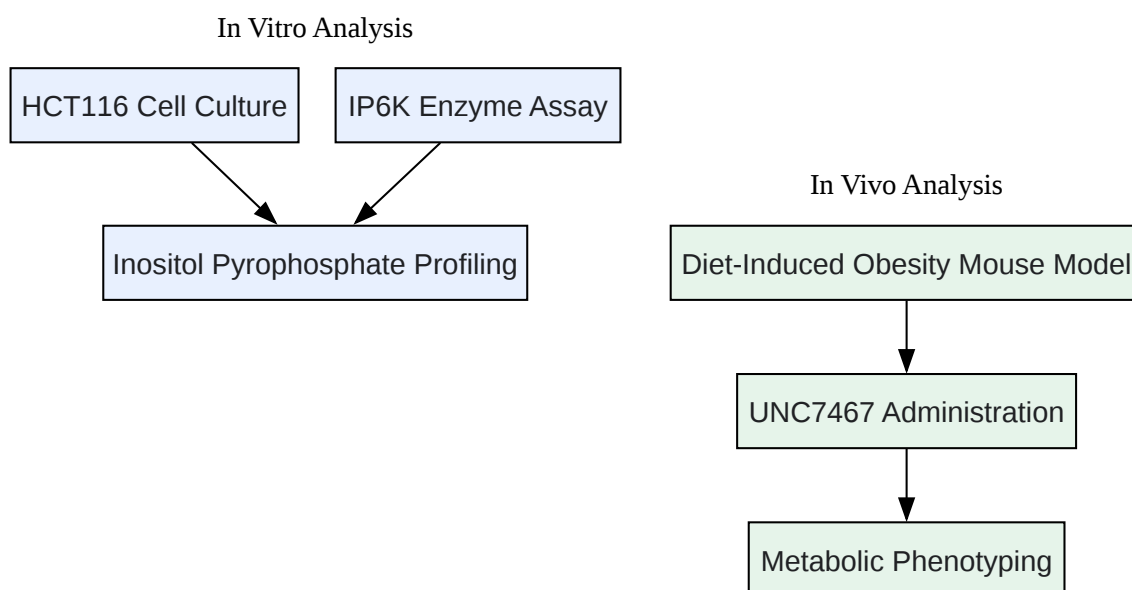 In Vitro Analysis
HCT116 Cell Culture
IP6K Enzyme Assay
Inositol Pyrophosphate Profiling
In Vivo Analysis
Diet-Induced Obesity Mouse Model
UNC7467 Administration
Metabolic Phenotyping